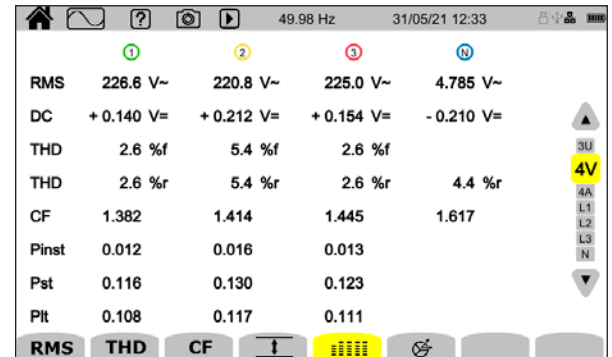 ? 49.98 Hz 31/05/21 12:33
1 2 3 N
RMS 226.6 V~ 220.8 V~ 225.0 V~ 4.785 V~
DC + 0.140 V= + 0.212 V= + 0.154 V= - 0.210 V=
THD 2.6 %f 5.4 %f 2.6 %f
THD 2.6 %r 5.4 %r 2.6 %r 4.4 %r
CF 1.382 1.414 1.445 1.617
Pinst 0.012 0.016 0.013
Pst 0.116 0.130 0.123
Plt 0.108 0.117 0.111
3U
4V
4A
L1
L2
L3
N
RMS THD CF